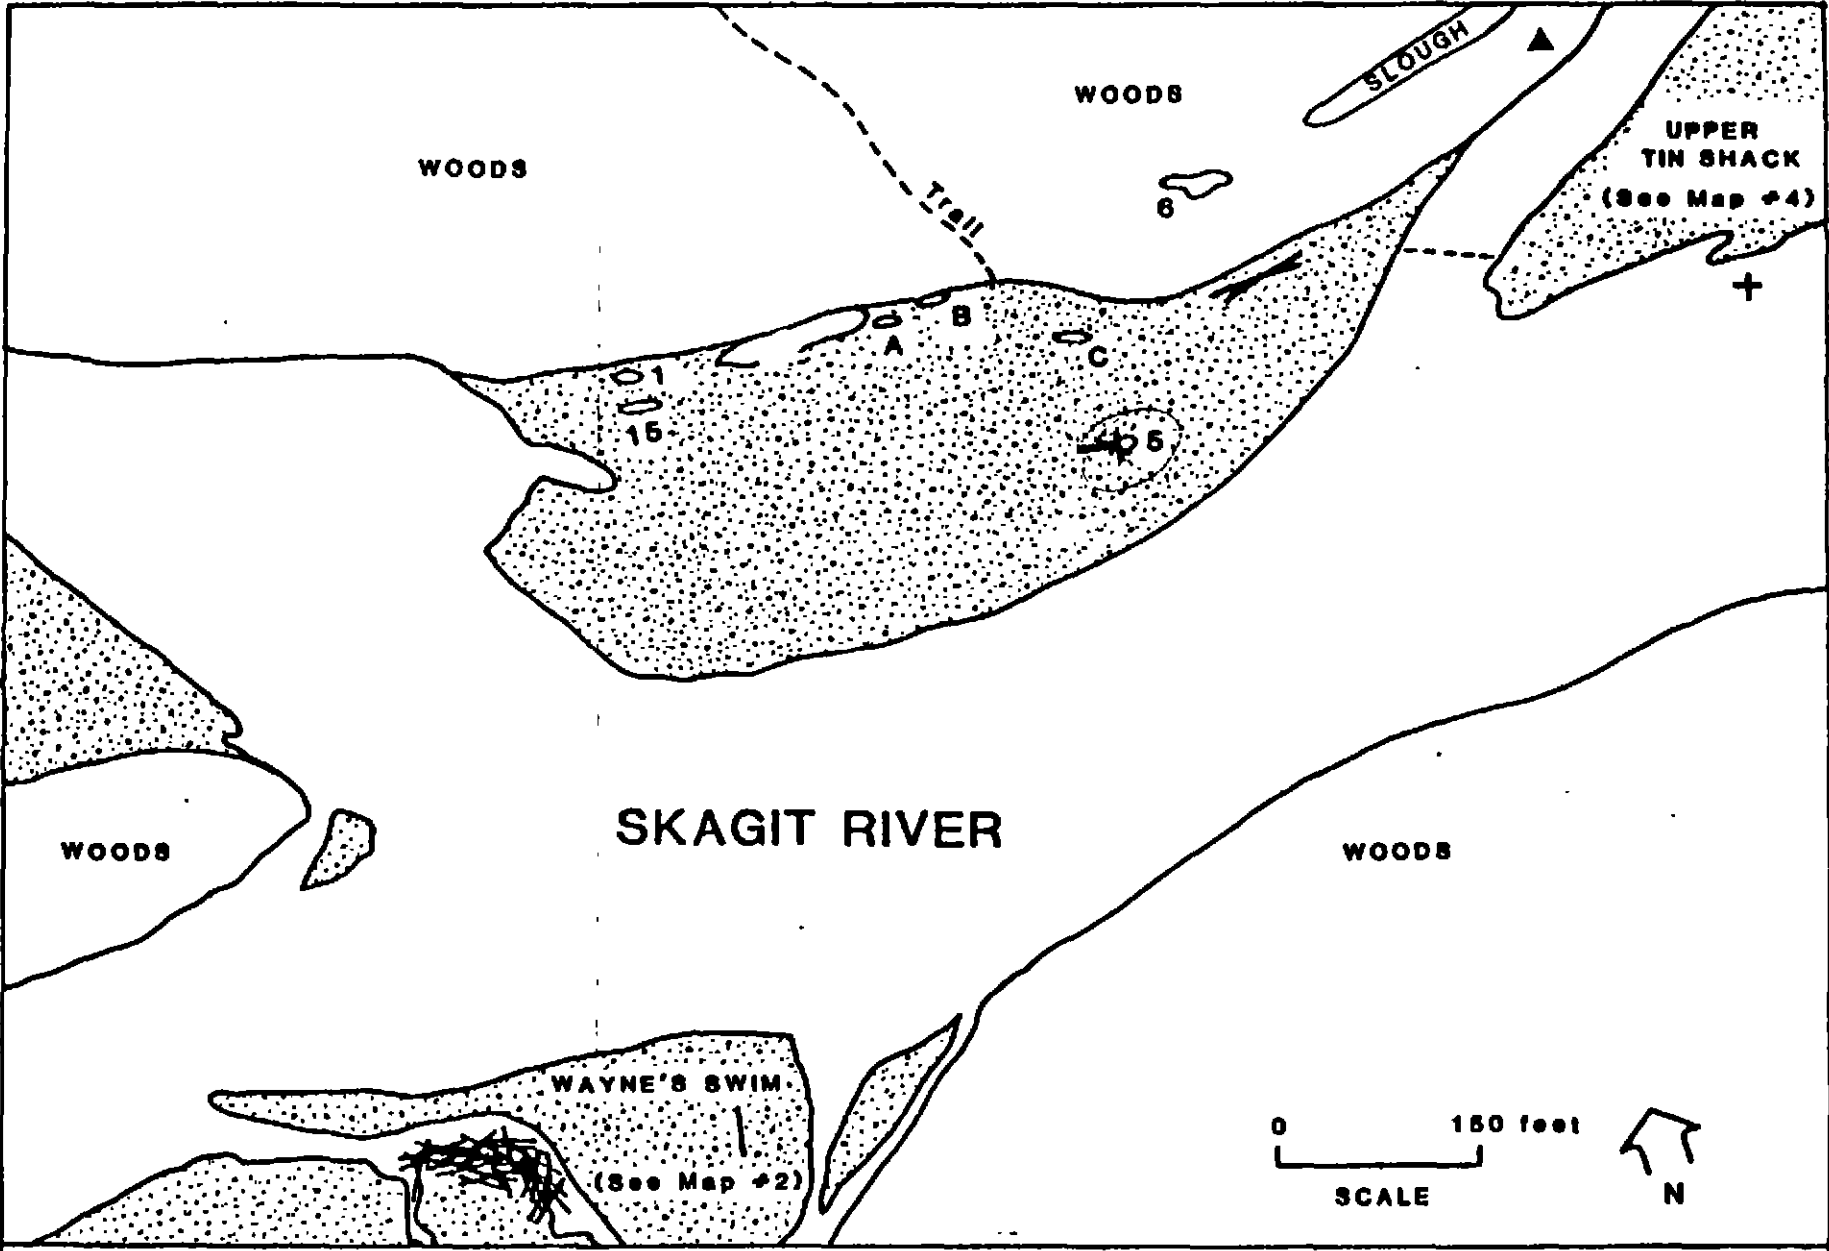 SLOUGH
WOODS
UPPER
TIN SHACK
(See Map #4)
WOODS
Trail
6
B
A
C
1
15
5
SKAGIT RIVER
WOODS
WOODS
WAYNE'S SWIM
(See Map #2)
0 150 feet
SCALE
N